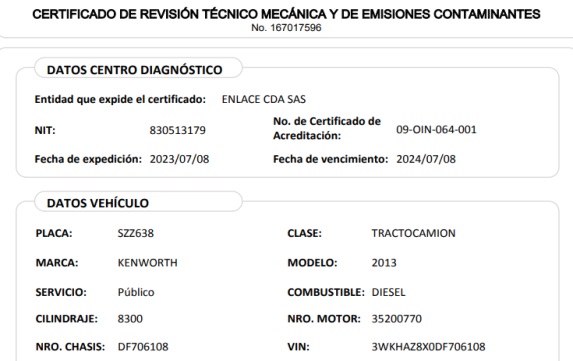 CERTIFICADO DE REVISIÓN TÉCNICO MECÁNICA Y DE EMISIONES CONTAMINANTES
No. 167017596
DATOS CENTRO DIAGNÓSTICO
Entidad que expide el certificado: ENLACE CDA SAS
NIT: 830513179 No. de Certificado de Acreditación: 09-OIN-064-001
Fecha de expedición: 2023/07/08 Fecha de vencimiento: 2024/07/08
DATOS VEHÍCULO
PLACA: SZZ638 CLASE: TRACTOCAMION
MARCA: KENWORTH MODELO: 2013
SERVICIO: Público COMBUSTIBLE: DIESEL
CILINDRAJE: 8300 NRO. MOTOR: 35200770
NRO. CHASIS: DF706108 VIN: 3WKHAZ8X0DF706108